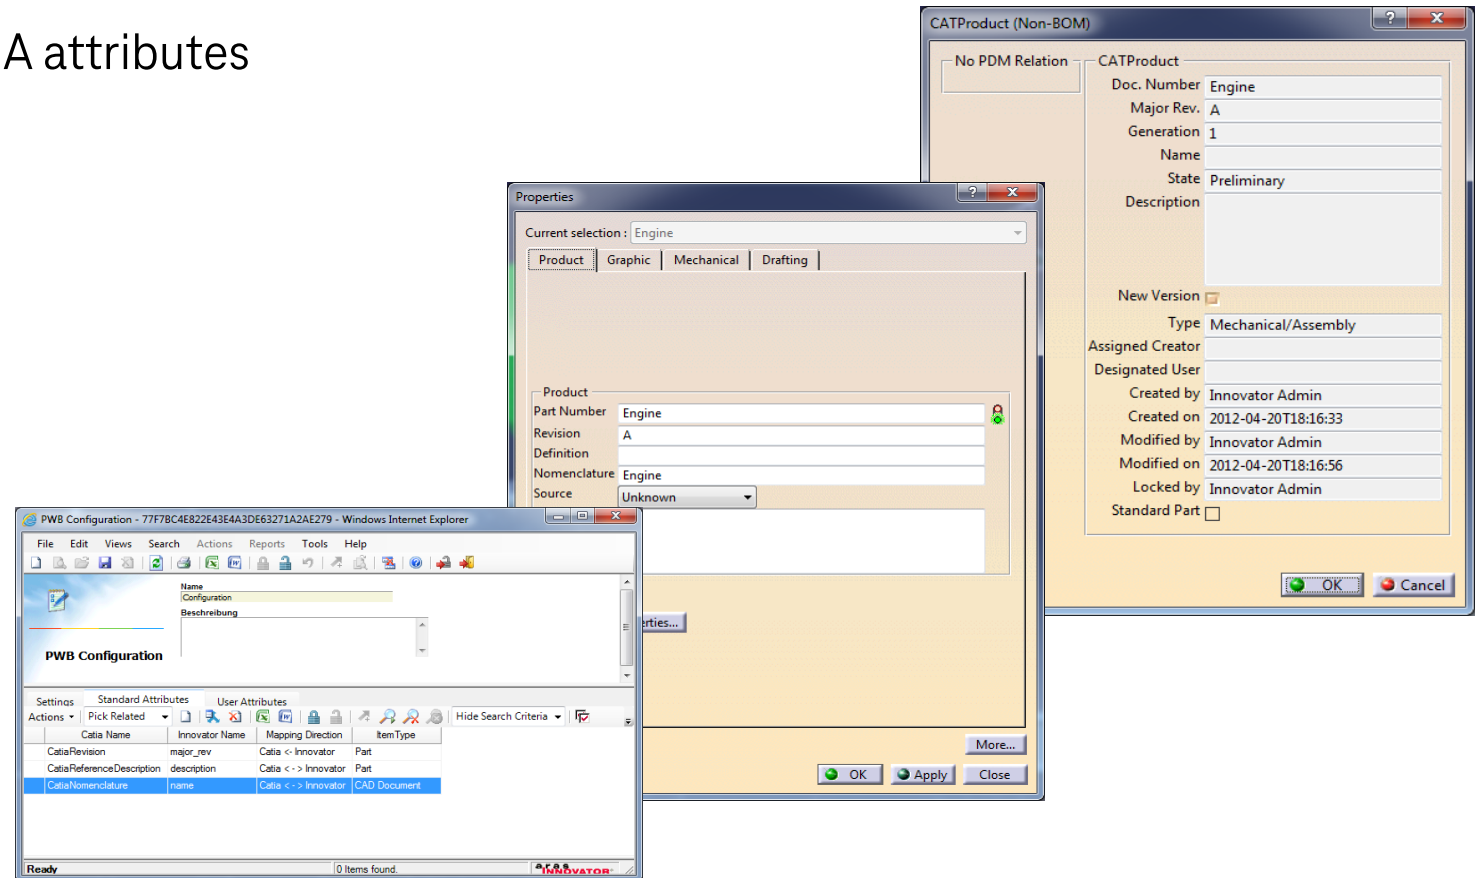 A attributes
CATProduct (Non-BOM)
No PDM Relation
CATProduct
Doc. Number Engine
Major Rev. A
Generation 1
Name
State Preliminary
Description
New Version
Type Mechanical/Assembly
Assigned Creator
Designated User
Created by Innovator Admin
Created on 2012-04-20T18:16:33
Modified by Innovator Admin
Modified on 2012-04-20T18:16:56
Locked by Innovator Admin
Standard Part
OK Cancel
Properties
Current selection : Engine
Product Graphic Mechanical Drafting
Product
Part Number Engine
Revision A
Definition
Nomenclature Engine
Source Unknown
erties...
More...
OK Apply Close
PWB Configuration - 77F7BC4E822E43E4A3DE63271A2AE279 - Windows Internet Explorer
File Edit Views Search Actions Reports Tools Help
Name
Configuration
Beschreibung
PWB Configuration
Settings Standard Attributes User Attributes
Actions Pick Related Hide Search Criteria
Catia Name Innovator Name Mapping Direction ItemType
CatiaRevision major_rev Catia <- Innovator Part
CatiaReferenceDescription description Catia < - > Innovator Part
CatiaNomenclature name Catia < - > Innovator CAD Document
Ready 0 Items found. aras INNOVATOR